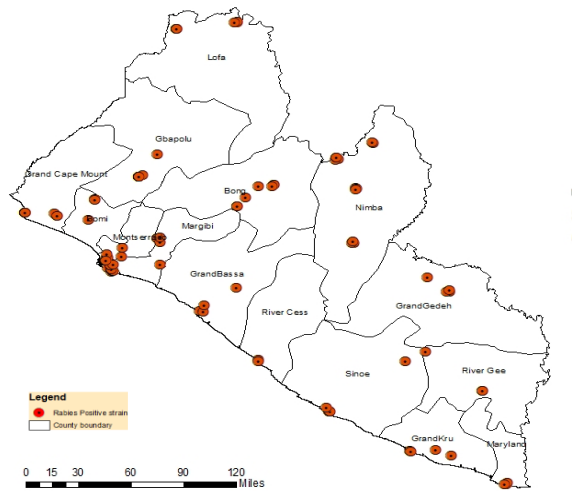 Lofa
Gbapolu
Grand Cape Mount
Bong
Nimba
Bomi
Margibi
GrandBassa
GrandGedeh
River Cess
Sinoe
River Gee
GrandKru
Maryland
Legend
Rabies Positive strain
County boundary
0 15 30 60 90 120
Miles